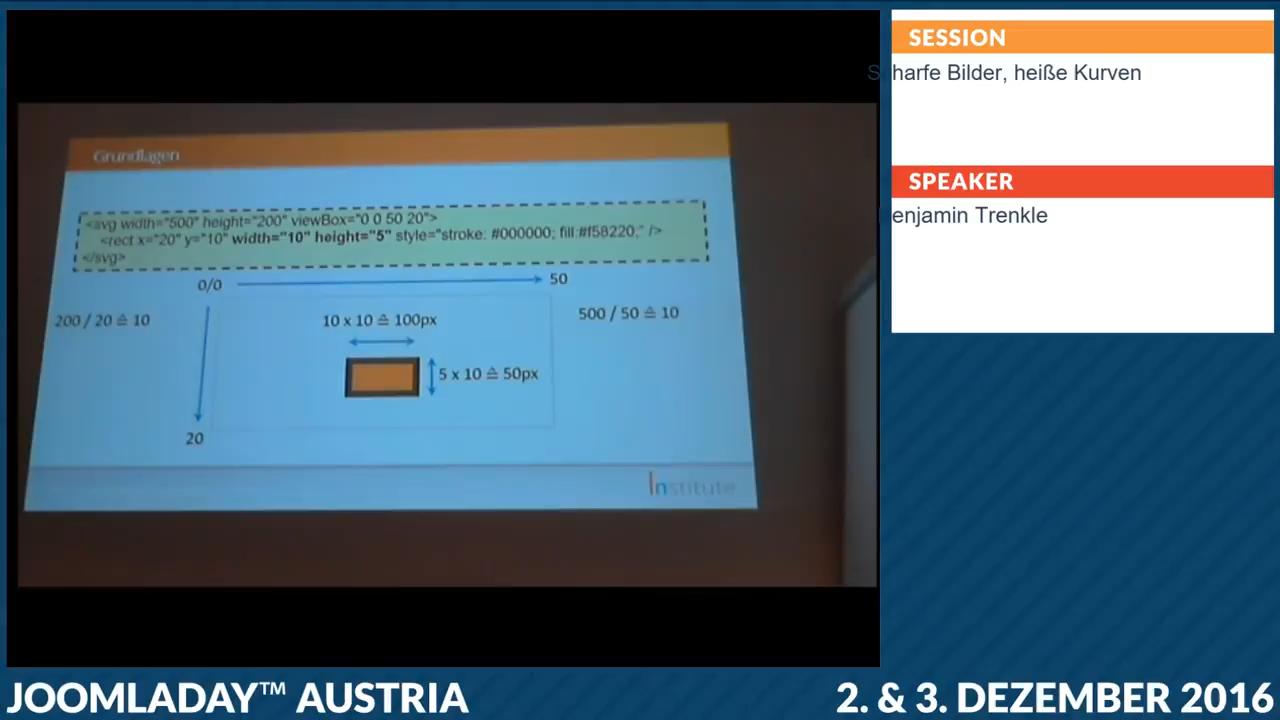 SESSION
Scharfe Bilder, heiße Kurven
SPEAKER
Benjamin Trenkle
Grundlagen
<svg width="500" height="200" viewBox="0 0 50 20">
<rect x="20" y="10" width="10" height="5" style="stroke: #000000; fill:#f58220;" />
</svg>
0/0
50
200 / 20 ≙ 10
10 x 10 ≙ 100px
500 / 50 ≙ 10
5 x 10 ≙ 50px
20
Institute
JOOMLADAY™ AUSTRIA
2. & 3. DEZEMBER 2016